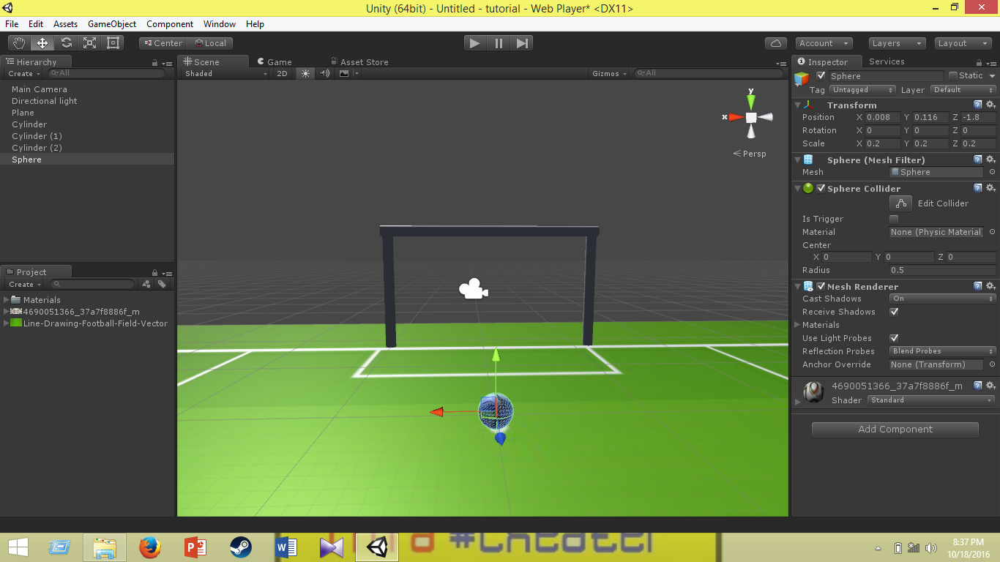 Unity (64bit) - Untitled - tutorial - Web Player* <DX11>
File Edit Assets GameObject Component Window Help
Center Local Account Layers Layout
Hierarchy
Create All
Main Camera
Directional light
Plane
Cylinder
Cylinder (1)
Cylinder (2)
Sphere
Project
Create
Materials
4690051366_37a7f8886f_m
Line-Drawing-Football-Field-Vector
Scene Game Asset Store
Shaded 2D Gizmos All
y
x
Persp
Inspector Services
Sphere Static
Tag Untagged Layer Default
Transform
Position X 0.008 Y 0.116 Z -1.8
Rotation X 0 Y 0 Z 0
Scale X 0.2 Y 0.2 Z 0.2
Sphere (Mesh Filter)
Mesh Sphere
Sphere Collider
Edit Collider
Is Trigger
Material None (Physic Material)
Center
X 0 Y 0 Z 0
Radius 0.5
Mesh Renderer
Cast Shadows On
Receive Shadows
Materials
Use Light Probes
Reflection Probes Blend Probes
Anchor Override None (Transform)
4690051366_37a7f8886f_m
Shader Standard
Add Component
8:37 PM
10/18/2016